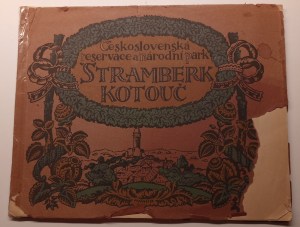 Československá
reservace a národní park
ŠTRAMBERK
KOTOUČ